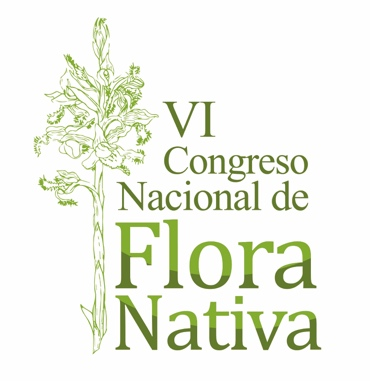 VI
Congreso
Nacional de
Flora
Nativa